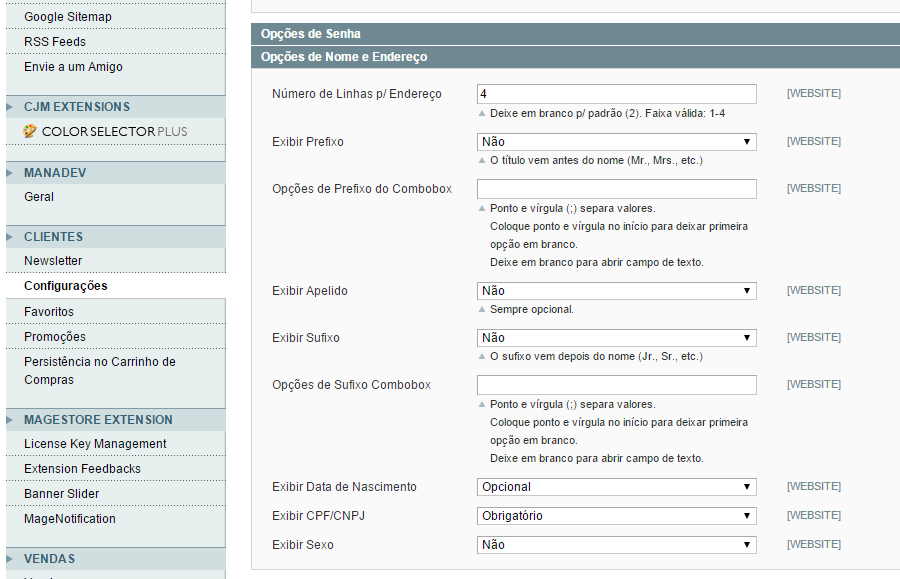 Google Sitemap
RSS Feeds
Envie a um Amigo
CJM EXTENSIONS
COLOR SELECTOR PLUS
MANADEV
Geral
CLIENTES
Newsletter
Configurações
Favoritos
Promoções
Persistência no Carrinho de
Compras
MAGESTORE EXTENSION
License Key Management
Extension Feedbacks
Banner Slider
MageNotification
VENDAS
Opções de Senha
Opções de Nome e Endereço
Número de Linhas p/ Endereço 4 [WEBSITE]
Deixe em branco p/ padrão (2). Faixa válida: 1-4
Exibir Prefixo Não [WEBSITE]
O título vem antes do nome (Mr., Mrs., etc.)
Opções de Prefixo do Combobox [WEBSITE]
Ponto e vírgula (;) separa valores.
Coloque ponto e vírgula no início para deixar primeira
opção em branco.
Deixe em branco para abrir campo de texto.
Exibir Apelido Não [WEBSITE]
Sempre opcional.
Exibir Sufixo Não [WEBSITE]
O sufixo vem depois do nome (Jr., Sr., etc.)
Opções de Sufixo Combobox [WEBSITE]
Ponto e vírgula (;) separa valores.
Coloque ponto e vírgula no início para deixar primeira
opção em branco.
Deixe em branco para abrir campo de texto.
Exibir Data de Nascimento Opcional [WEBSITE]
Exibir CPF/CNPJ Obrigatório [WEBSITE]
Exibir Sexo Não [WEBSITE]